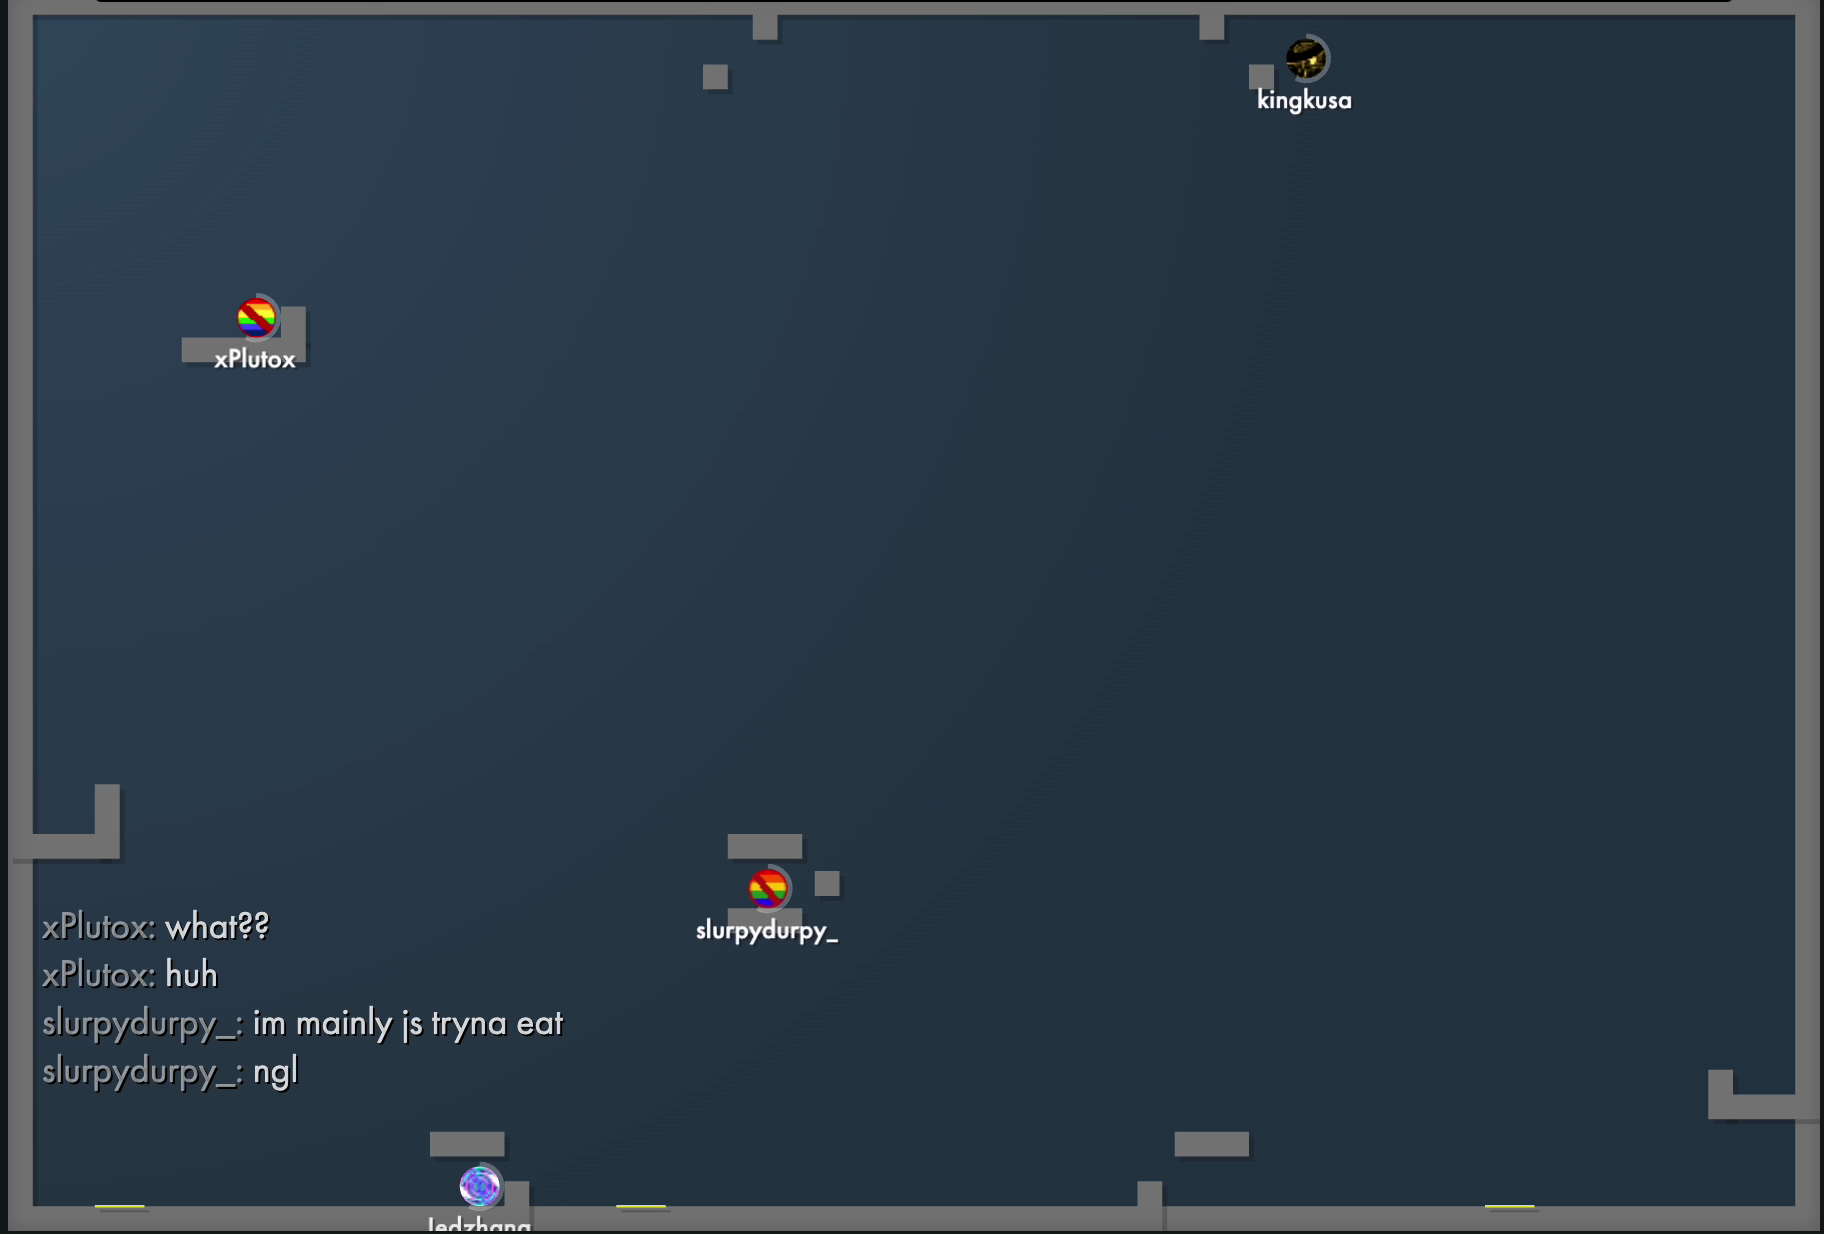 kingkusa
xPlutox
slurpydurpy_
xPlutox: what??
xPlutox: huh
slurpydurpy_: im mainly js tryna eat
slurpydurpy_: ngl